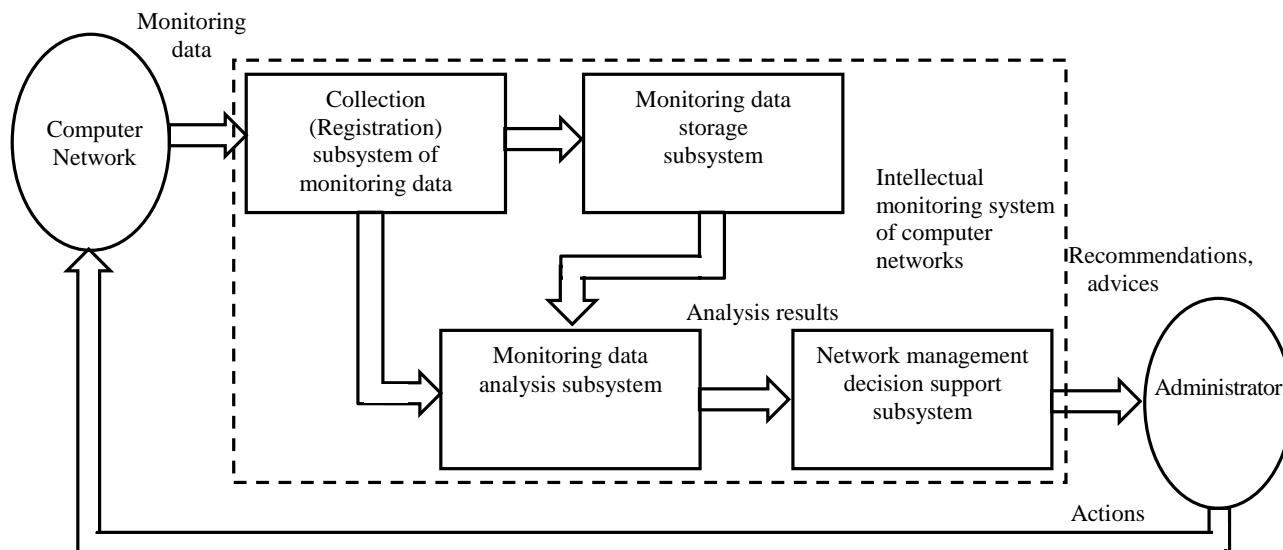 Monitoring
data
Computer
Network
Collection
(Registration)
subsystem of
monitoring data
Monitoring data
storage
subsystem
Intellectual
monitoring system
of computer
networks
Recommendations,
advices
Analysis results
Monitoring data
analysis subsystem
Network management
decision support
subsystem
Administrator
Actions